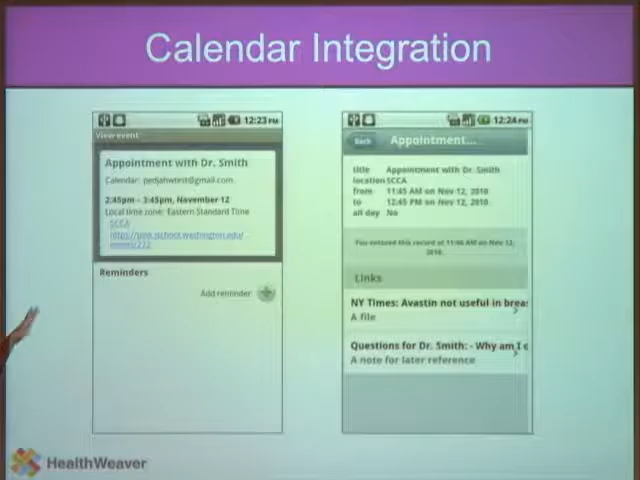 Calendar Integration
12:23 PM
View event
Appointment with Dr. Smith
Calendar: pedjahwtest@gmail.com
2:45pm - 3:45pm, November 12
Local time zone: Eastern Standard Time
SCCA
Reminders
Add reminder
12:24 PM
Back
Appointment...
title Appointment with Dr. Smith
location SCCA
from 11:45 AM on Nov 12, 2010
to 12:45 PM on Nov 12, 2010
all day No
You entered this record at 11:46 AM on Nov 12,
2010.
Links
NY Times: Avastin not useful in breas
A file
Questions for Dr. Smith: - Why am I
A note for later reference
HealthWeaver